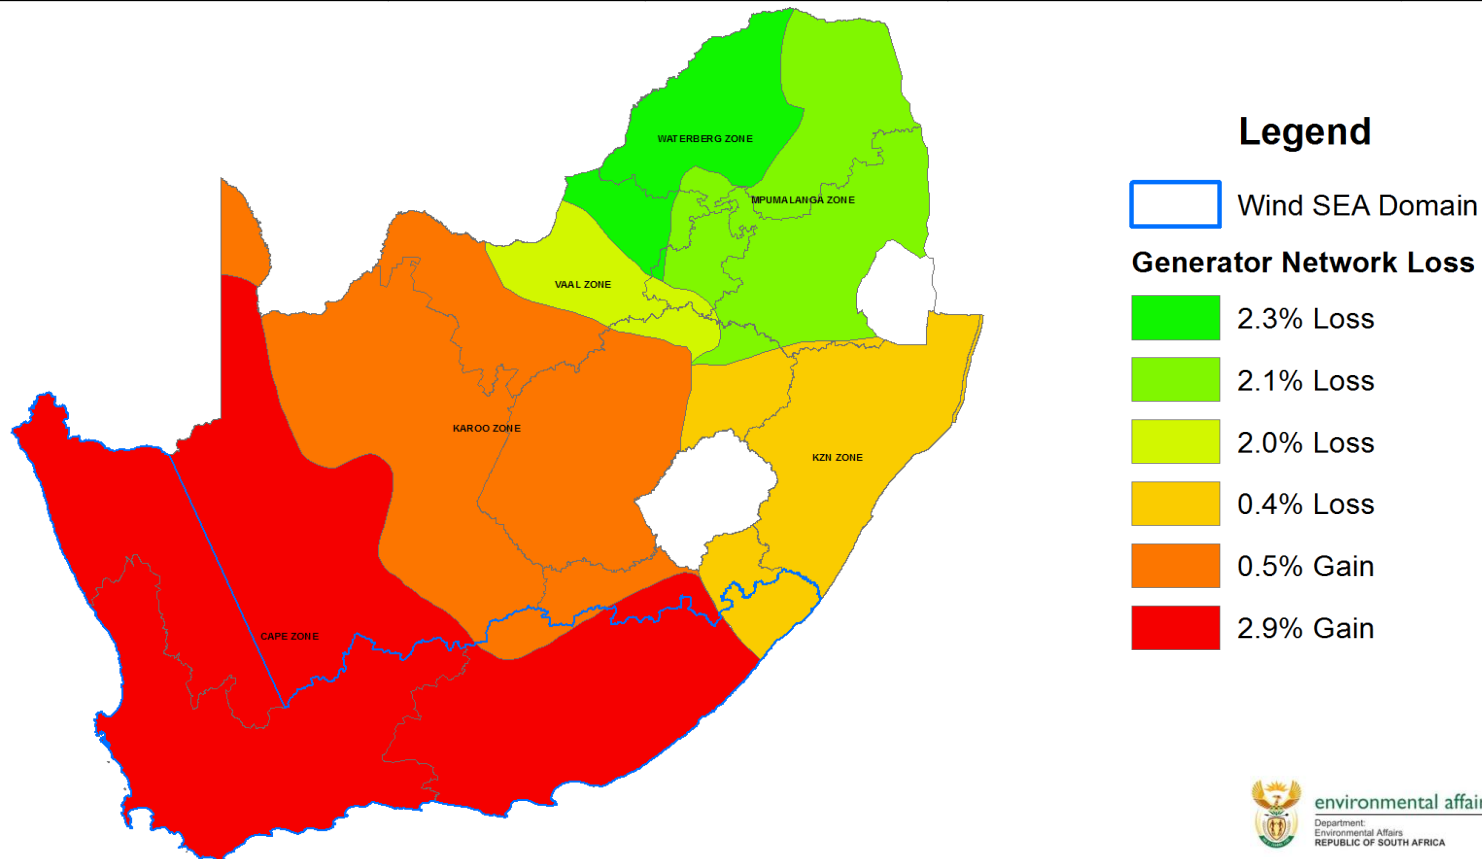 WATERBERG ZONE
MPUMALANGA ZONE
VAAL ZONE
KAROO ZONE
KZN ZONE
CAPE ZONE
Legend
Wind SEA Domain
Generator Network Loss
2.3% Loss
2.1% Loss
2.0% Loss
0.4% Loss
0.5% Gain
2.9% Gain
environmental affai
Department:
Environmental Affairs
REPUBLIC OF SOUTH AFRICA